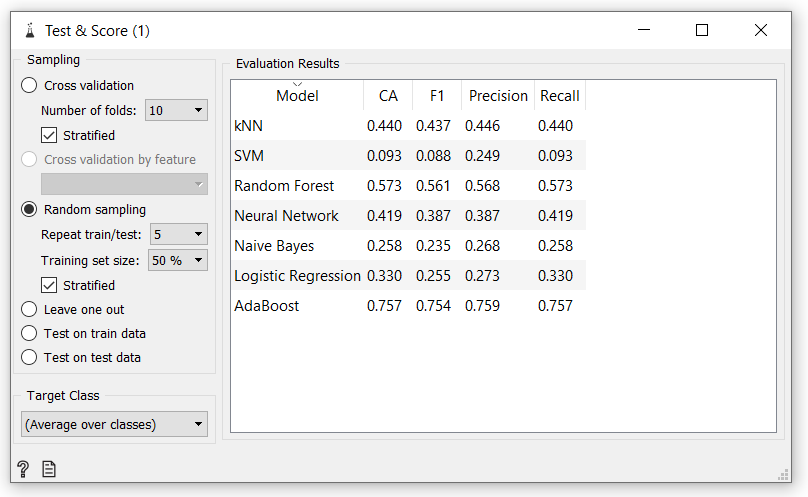 Test & Score (1)
Sampling
Cross validation
Number of folds: 10
Stratified
Cross validation by feature
Random sampling
Repeat train/test: 5
Training set size: 50 %
Stratified
Leave one out
Test on train data
Test on test data
Target Class
(Average over classes)
Evaluation Results
Model CA F1 Precision Recall
kNN 0.440 0.437 0.446 0.440
SVM 0.093 0.088 0.249 0.093
Random Forest 0.573 0.561 0.568 0.573
Neural Network 0.419 0.387 0.387 0.419
Naive Bayes 0.258 0.235 0.268 0.258
Logistic Regression 0.330 0.255 0.273 0.330
AdaBoost 0.757 0.754 0.759 0.757
?